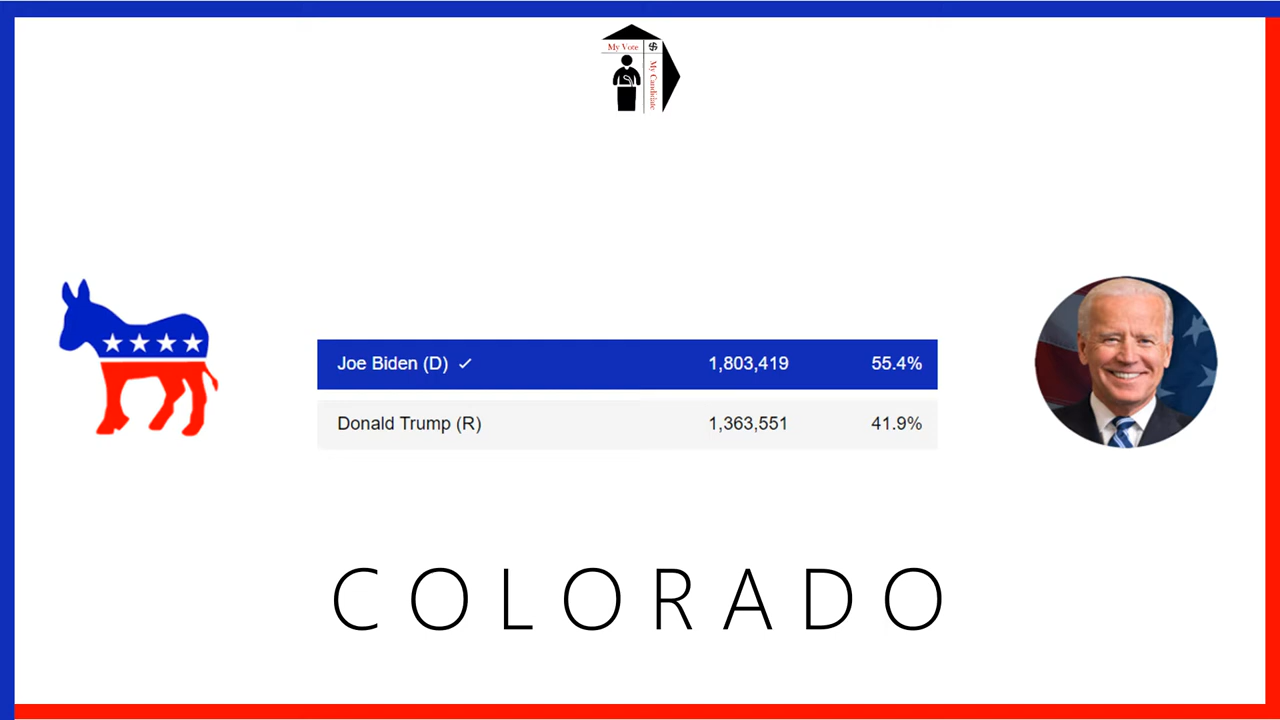 My Vote
My Candidate
Joe Biden (D) ✓ 1,803,419 55.4%
Donald Trump (R) 1,363,551 41.9%
COLORADO